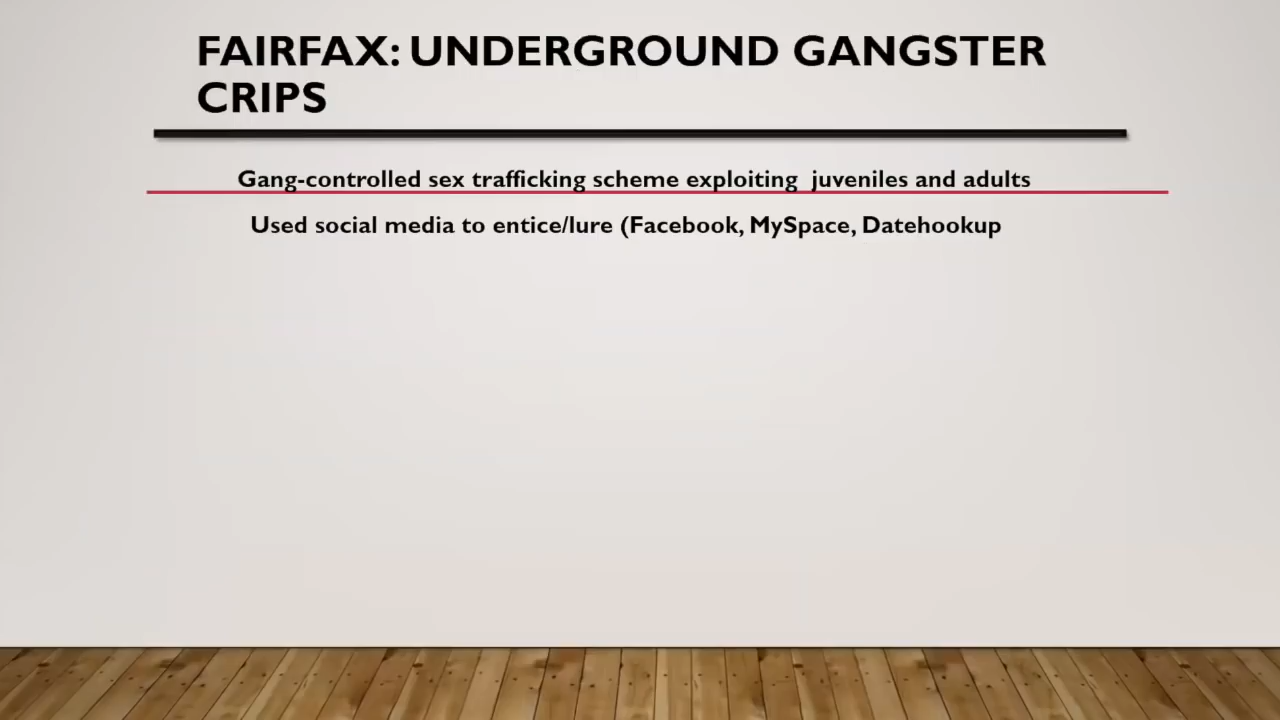 FAIRFAX: UNDERGROUND GANGSTER
CRIPS
Gang-controlled sex trafficking scheme exploiting  juveniles and adults
Used social media to entice/lure (Facebook, MySpace, Datehookup